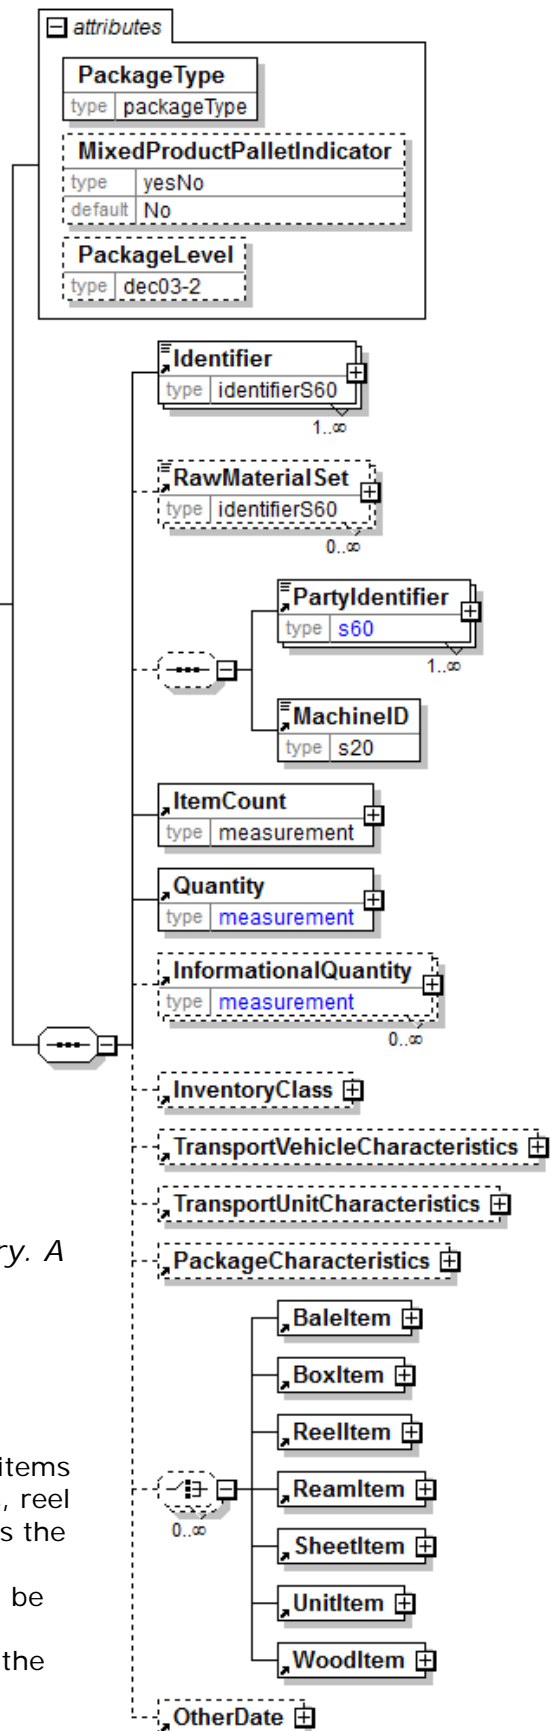 attributes
PackageType
type packageType
MixedProductPalletIndicator
type yesNo
default No
PackageLevel
type dec03-2
Identifier
type identifierS60
1..∞
RawMaterialSet
type identifierS60
0..∞
PartyIdentifier
type s60
1..∞
MachineID
type s20
ItemCount
type measurement
Quantity
type measurement
InformationalQuantity
type measurement
0..∞
InventoryClass
TransportVehicleCharacteristics
TransportUnitCharacteristics
ry. A
PackageCharacteristics
BaleItem
BoxItem
ReelItem
items
, reel
s the
be
the
ReamItem
0..∞
SheetItem
UnitItem
WoodItem
OtherDate